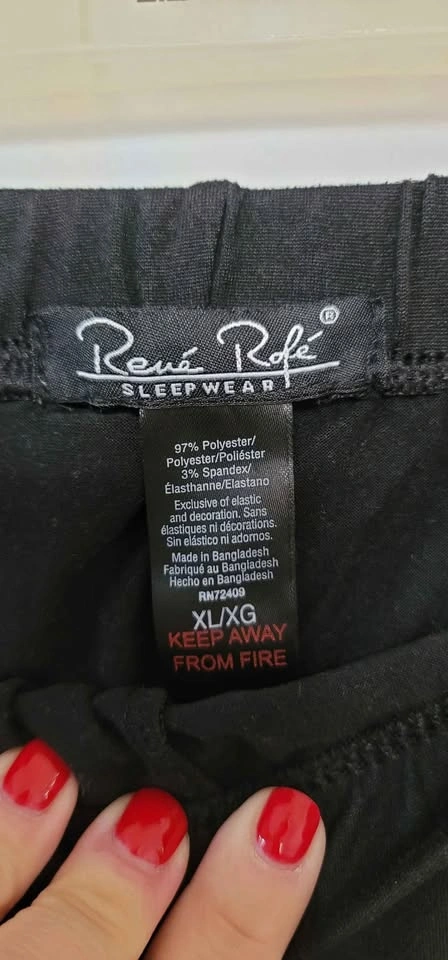 René Rofé®
SLEEPWEAR
97% Polyester/
Polyester/Poliéster
3% Spandex/
Élasthanne/Elastano
Exclusive of elastic
and decoration. Sans
élastiques ni décorations.
Sin elástico ni adornos.
Made in Bangladesh
Fabriqué au Bangladesh
Hecho en Bangladesh
RN72409
XL/XG
KEEP AWAY
FROM FIRE